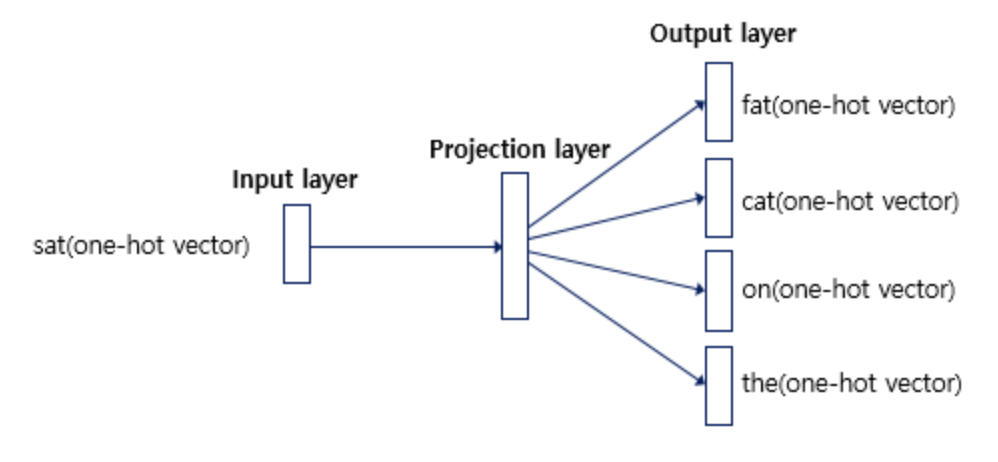 Output layer
fat(one-hot vector)
Projection layer
Input layer
cat(one-hot vector)
sat(one-hot vector)
on(one-hot vector)
the(one-hot vector)